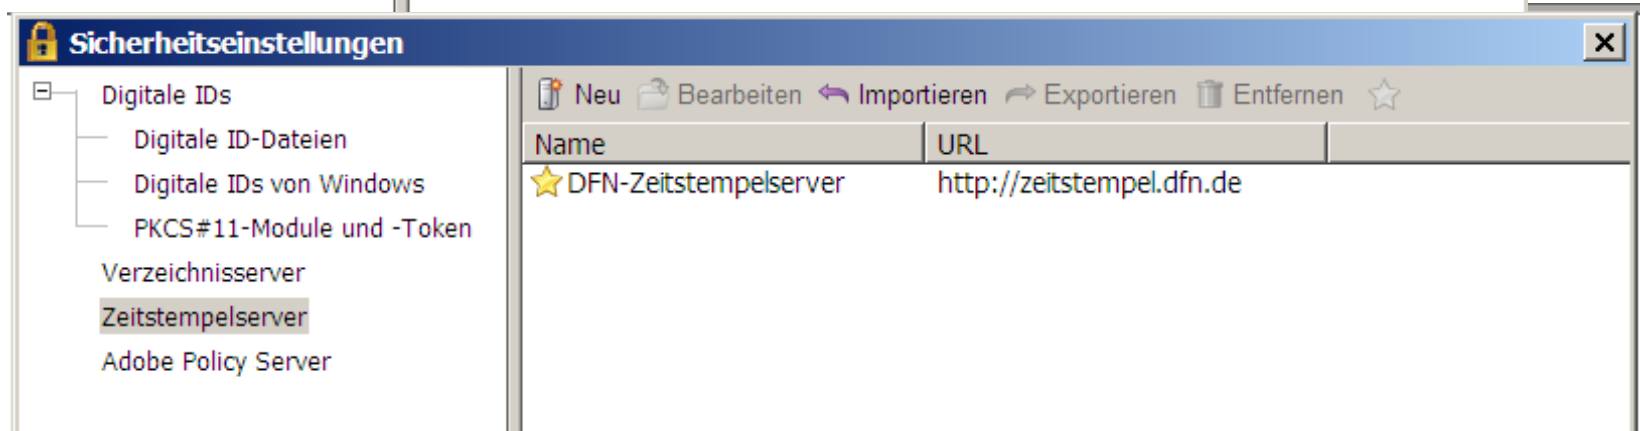 Sicherheitseinstellungen
Digitale IDs
Digitale ID-Dateien
Digitale IDs von Windows
PKCS#11-Module und -Token
Verzeichnisserver
Zeitstempelserver
Adobe Policy Server
Neu Bearbeiten Importieren Exportieren Entfernen
Name URL
DFN-Zeitstempelserver http://zeitstempel.dfn.de